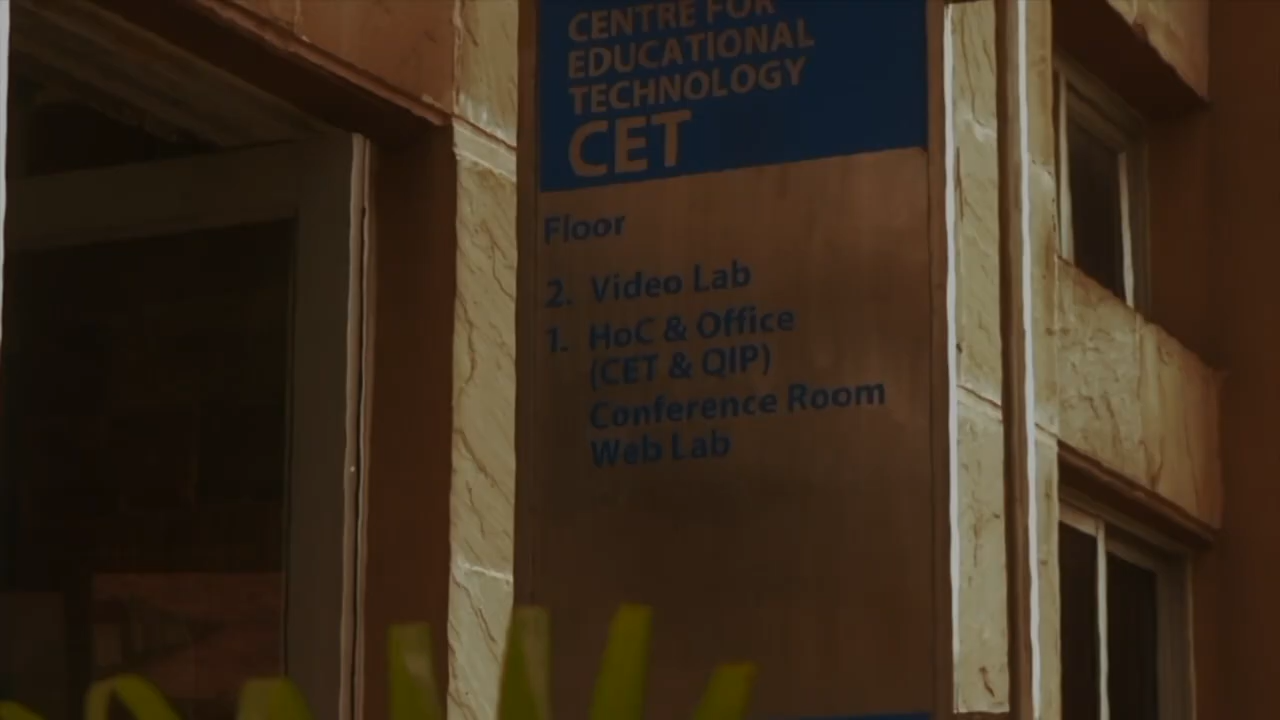 CENTRE FOR
EDUCATIONAL
TECHNOLOGY
CET
Floor
2. Video Lab
1. HoC & Office
(CET & QIP)
Conference Room
Web Lab